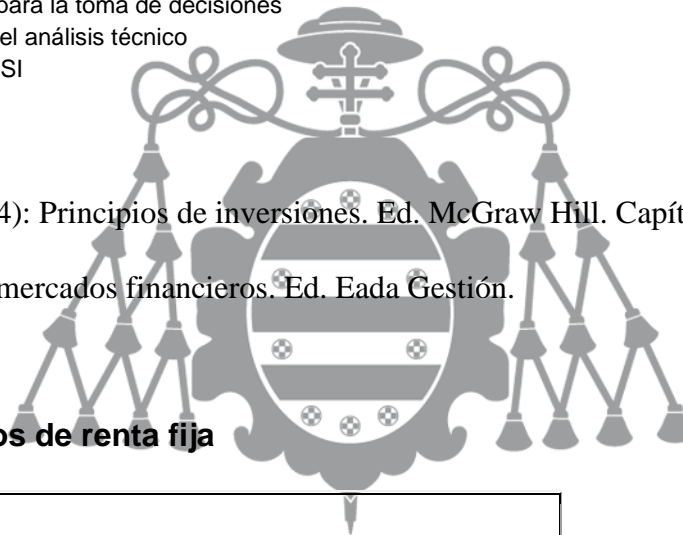 para la toma de decisiones
el análisis técnico
SI
4): Principios de inversiones. Ed. McGraw Hill. Capít
mercados financieros. Ed. Eada Gestión.
os de renta fija